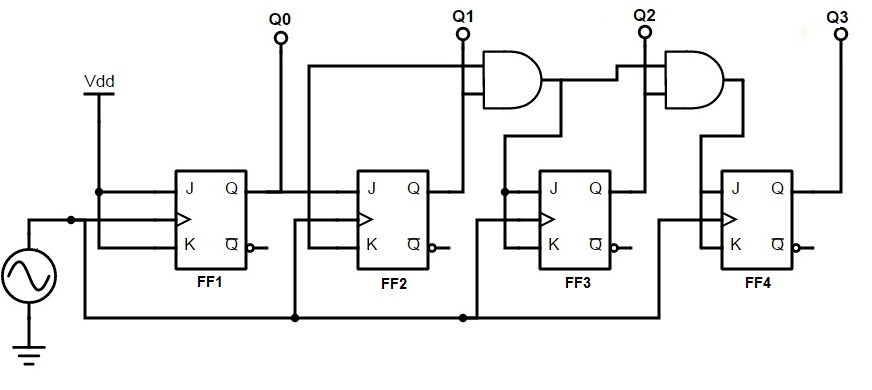 Q0
Q1
Q2
Q3
Vdd
J Q
K Q̅
FF1
J Q
K Q̅
FF2
J Q
K Q̅
FF3
J Q
K Q̅
FF4